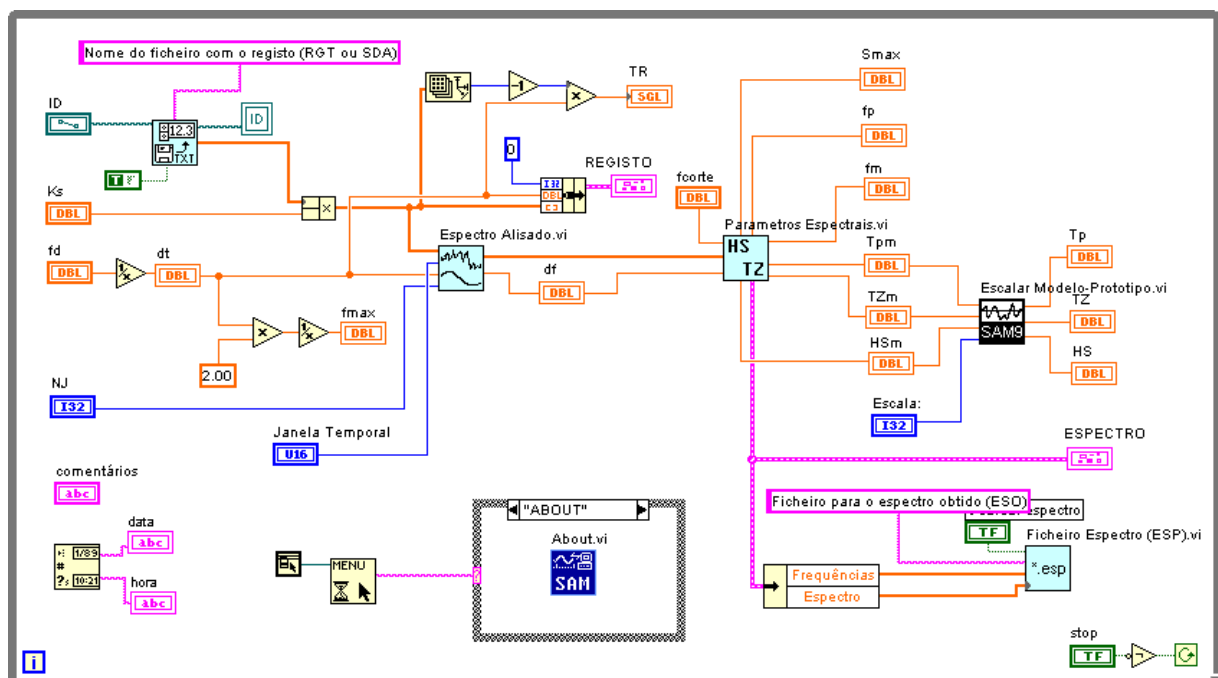 Nome do ficheiro com o registo (RGT ou SDA)
Smax
DBL
TR
SGL
-1
x
ID
ID
12.3
TXT
T
fp
DBL
0
REGISTO
I32
DBL
fcorte
DBL
fm
DBL
Ks
DBL
x
Espectro Alisado.vi
Parametros Espectrais.vi
HS
TZ
fd
DBL
1/x
dt
DBL
df
DBL
Tpm
DBL
Tp
DBL
Escalar Modelo-Prototipo.vi
SAM9
fmax
DBL
x
1/x
2.00
TZm
DBL
TZ
DBL
HSm
DBL
HS
DBL
NJ
I32
Escala:
I32
Janela Temporal
U16
ESPECTRO
comentários
abc
Ficheiro para o espectro obtido (ESO)
espectro
TF
Ficheiro Espectro (ESP).vi
*.esp
data
abc
1/89
#
?
10:21
hora
abc
MENU
"ABOUT"
About.vi
SAM
?
Frequências
Espectro
stop
TF
i